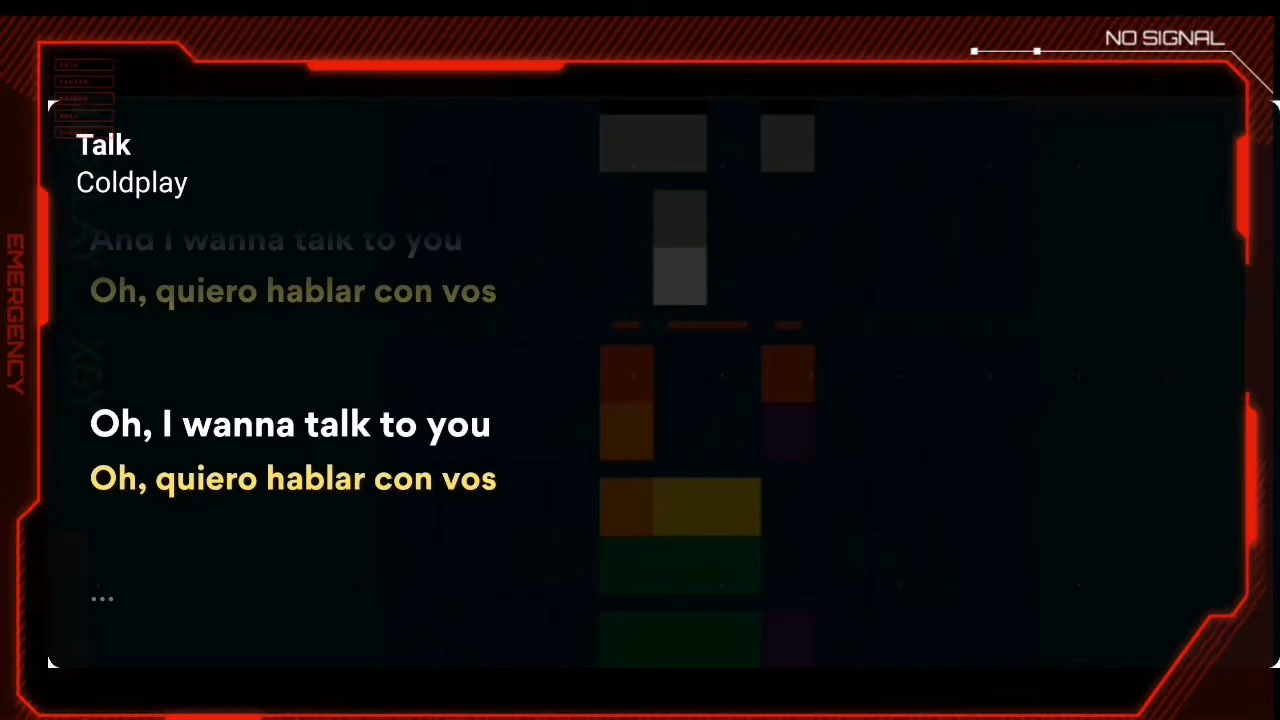 NO SIGNAL
Talk
Coldplay
And I wanna talk to you
Oh, quiero hablar con vos
EMERGENCY
Oh, I wanna talk to you
Oh, quiero hablar con vos
...